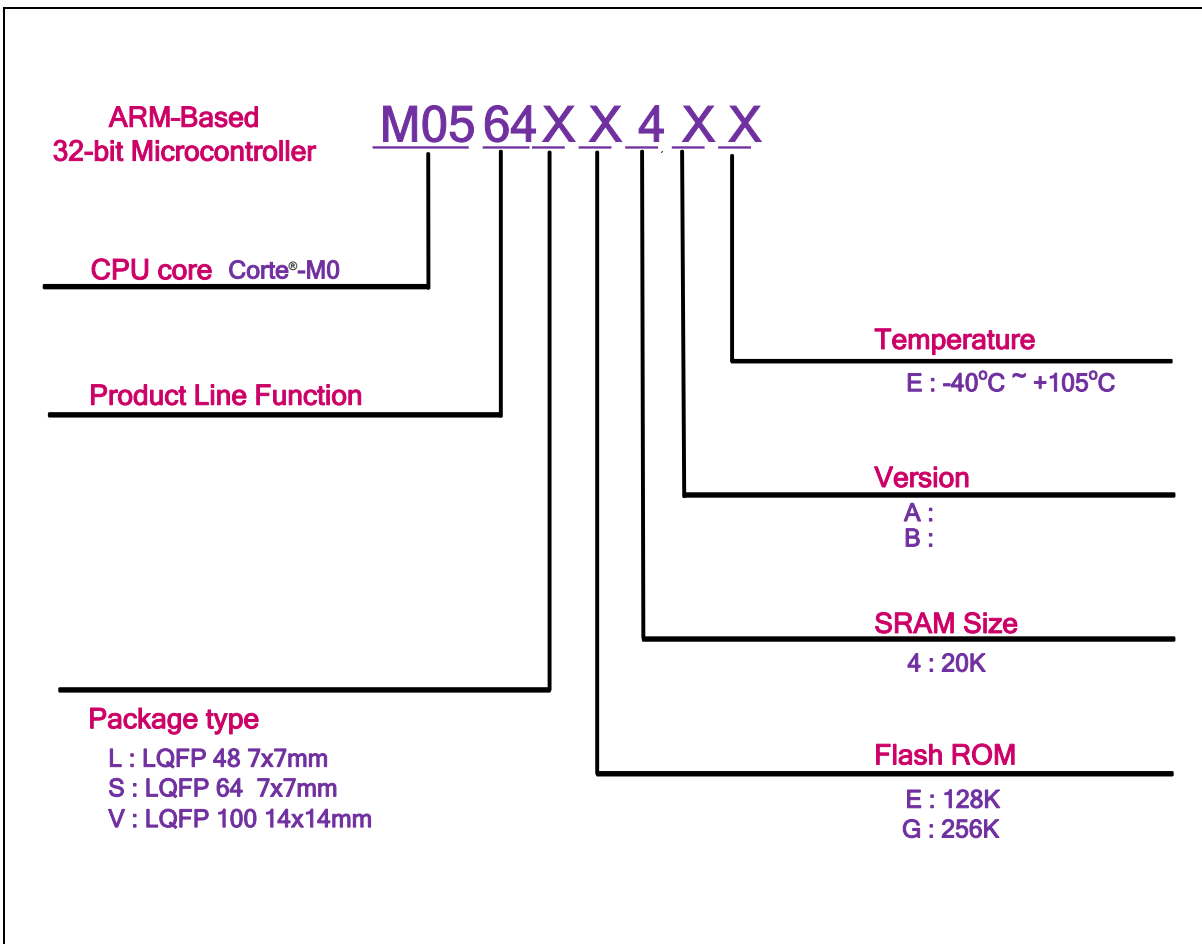 ARM-Based
32-bit Microcontroller
M05 64 X X 4 X X
CPU core Corte®-M0
Product Line Function
Package type
L : LQFP 48 7x7mm
S : LQFP 64 7x7mm
V : LQFP 100 14x14mm
Temperature
E : -40°C ~ +105°C
Version
A :
B :
SRAM Size
4 : 20K
Flash ROM
E : 128K
G : 256K